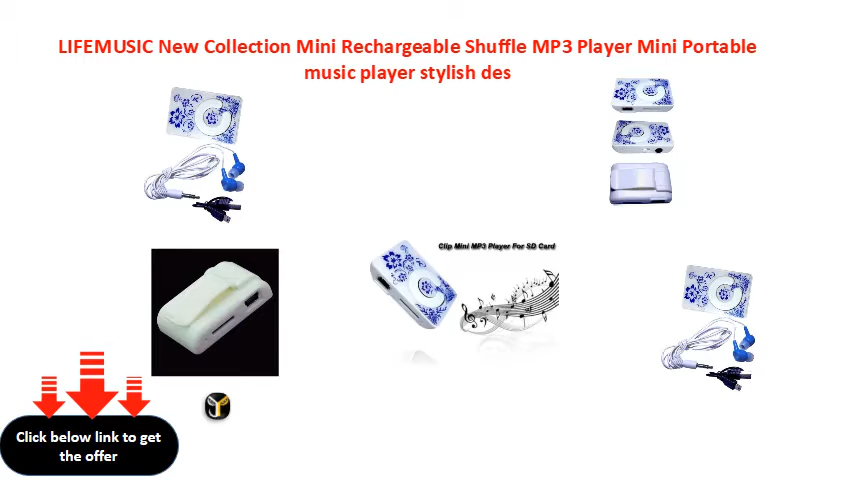 LIFEMUSIC New Collection Mini Rechargeable Shuffle MP3 Player Mini Portable
music player stylish des
Clip Mini MP3 Player For SD Card
Click below link to get
the offer